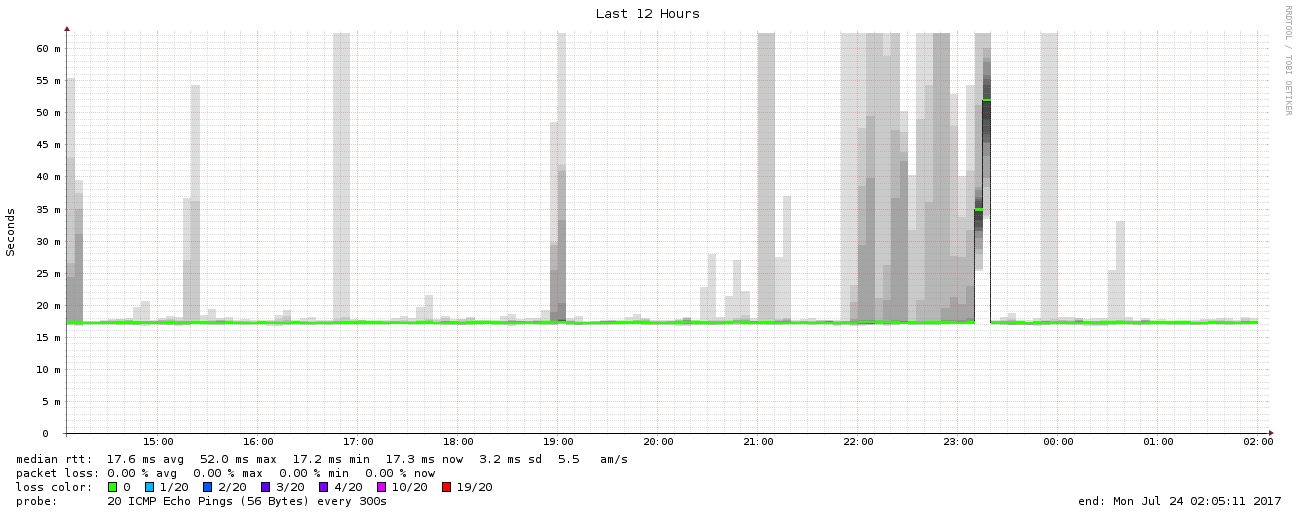 Last 12 Hours
RRDTOOL / TOBI OETIKER
Seconds
60 m
55 m
50 m
45 m
40 m
35 m
30 m
25 m
20 m
15 m
10 m
5 m
0
15:00 16:00 17:00 18:00 19:00 20:00 21:00 22:00 23:00 00:00 01:00 02:00
median rtt: 17.6 ms avg 52.0 ms max 17.2 ms min 17.3 ms now 3.2 ms sd 5.5 am/s
packet loss: 0.00 % avg 0.00 % max 0.00 % min 0.00 % now
loss color: 0 1/20 2/20 3/20 4/20 10/20 19/20
probe: 20 ICMP Echo Pings (56 Bytes) every 300s end: Mon Jul 24 02:05:11 2017